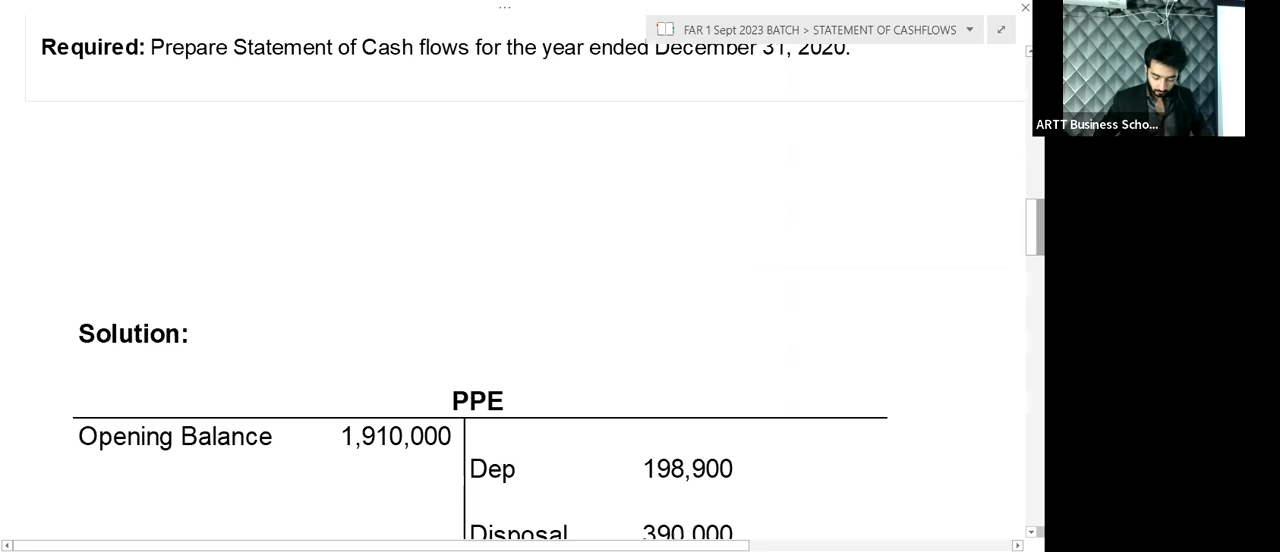 ...
FAR 1 Sept 2023 BATCH > STATEMENT OF CASHFLOWS
Required: Prepare Statement of Cash flows for the year ended December 31, 2020.
ARTT Business Scho...
Solution:
PPE
Opening Balance 1,910,000
Dep 198,900
Disposal 390,000